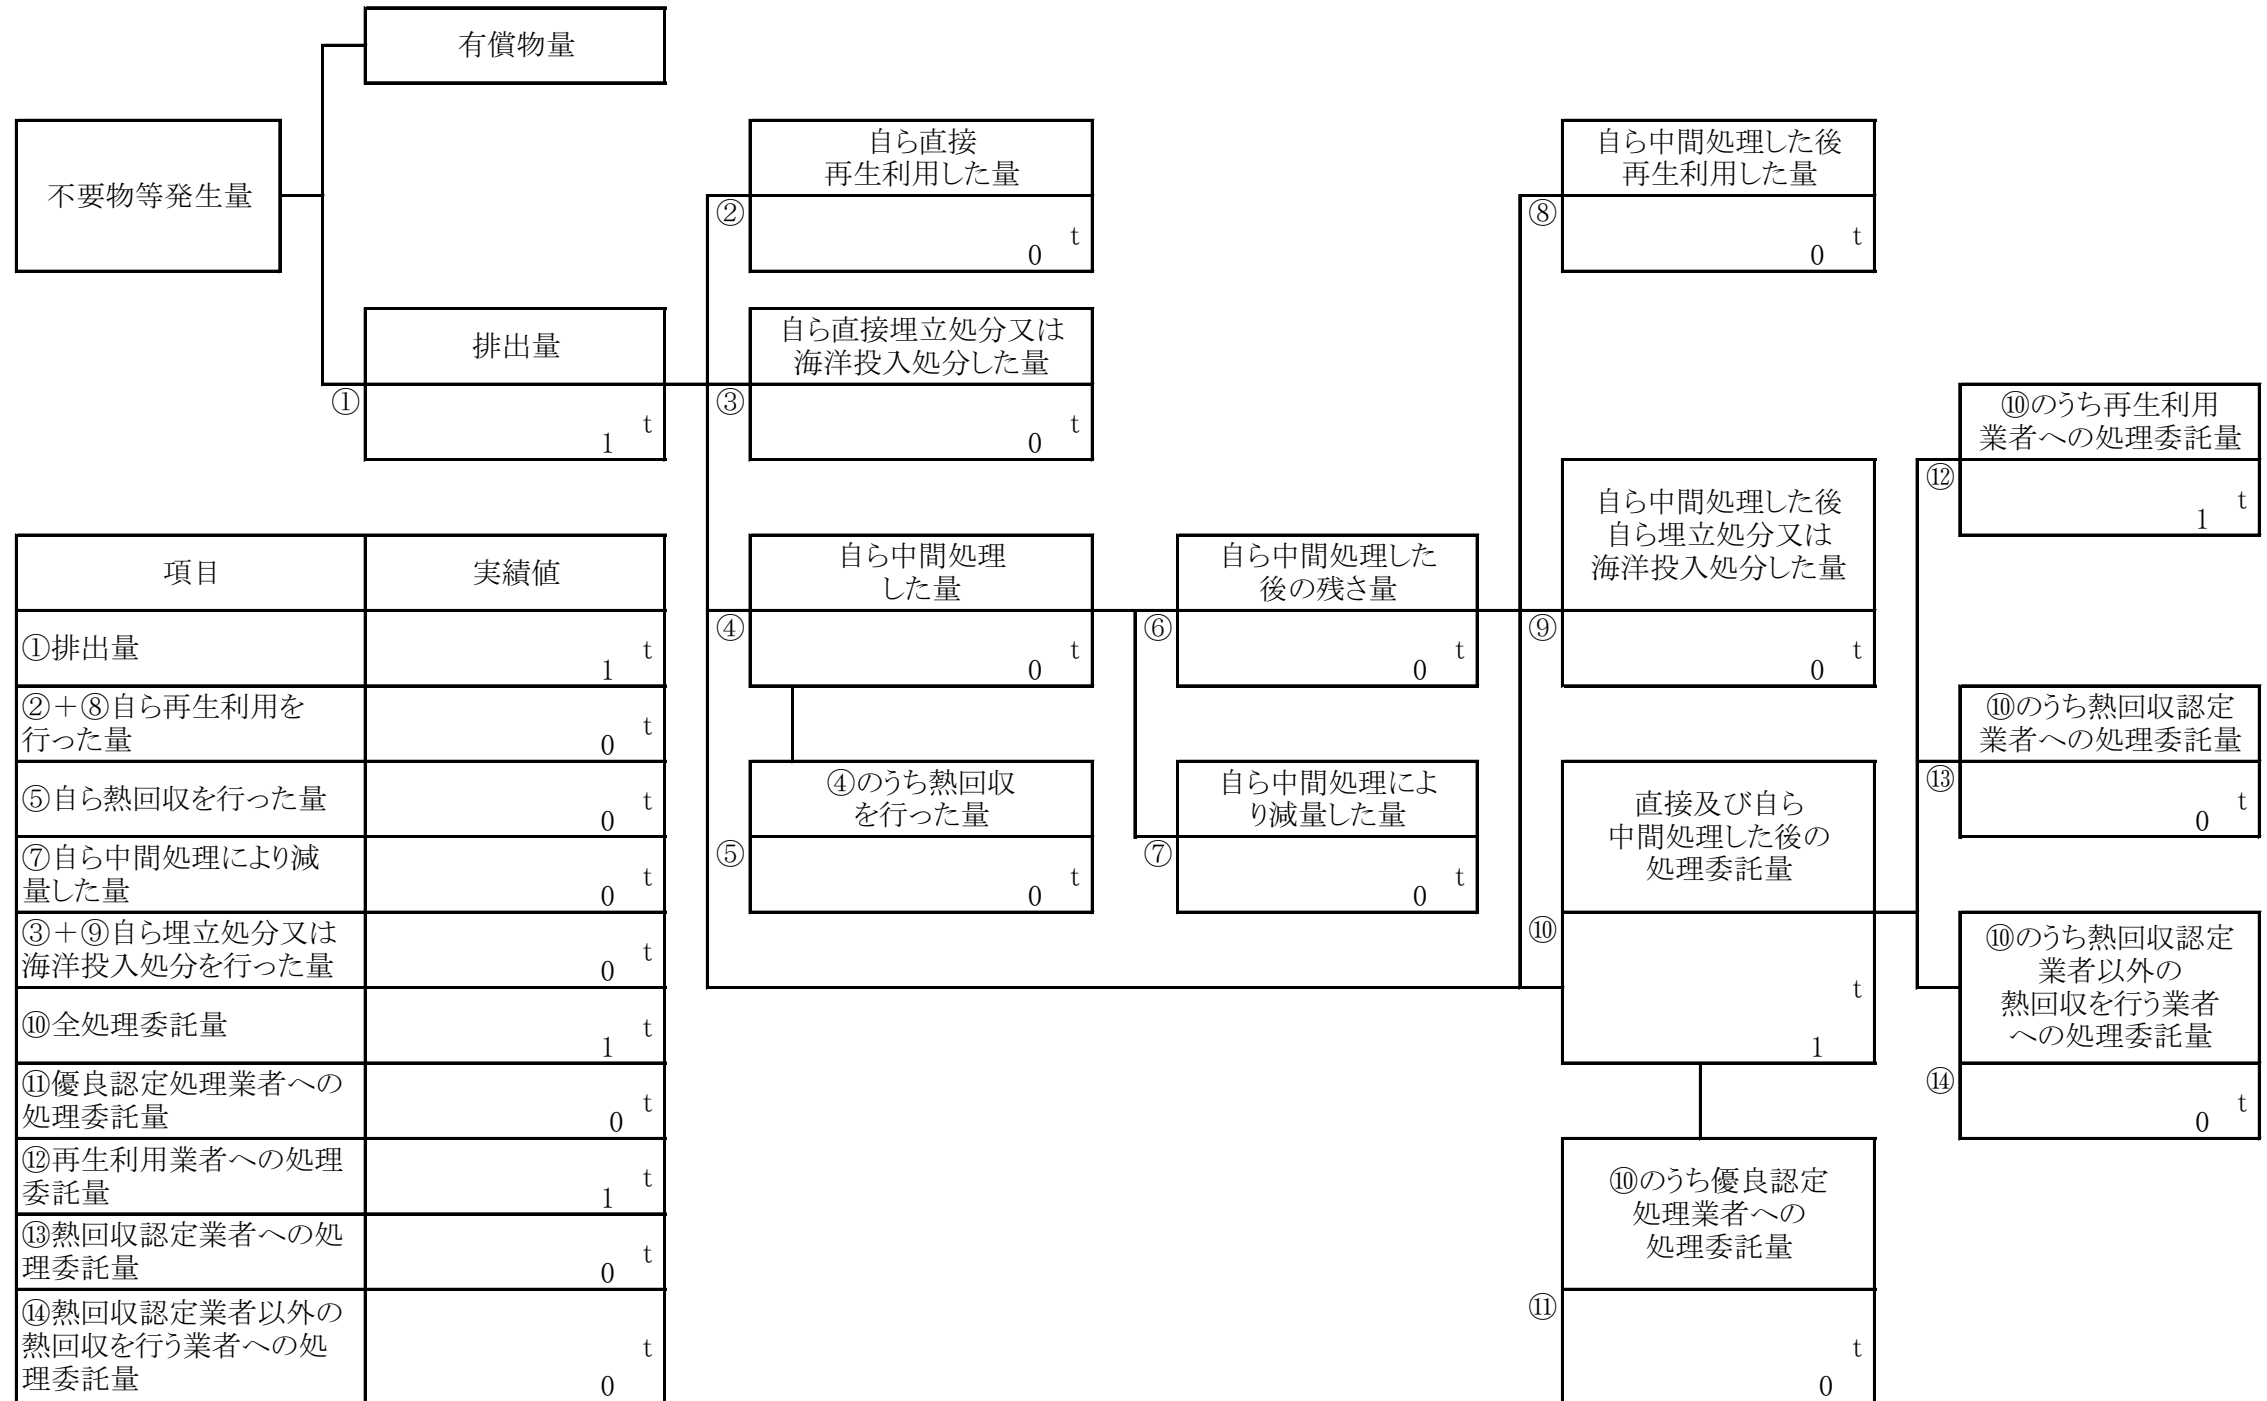 有償物量
不要物等発生量
排出量
①
1 t
自ら直接
再生利用した量
②
0 t
自ら直接埋立処分又は
海洋投入処分した量
③
0 t
自ら中間処理
した量
④
0 t
④のうち熱回収
を行った量
⑤
0 t
自ら中間処理した
後の残さ量
⑥
0 t
自ら中間処理によ
り減量した量
⑦
0 t
自ら中間処理した後
再生利用した量
⑧
0 t
自ら中間処理した後
自ら埋立処分又は
海洋投入処分した量
⑨
0 t
直接及び自ら
中間処理した後の
処理委託量
⑩
t
1
⑩のうち優良認定
処理業者への
処理委託量
⑪
t
0
⑩のうち再生利用
業者への処理委託量
⑫
1 t
⑩のうち熱回収認定
業者への処理委託量
⑬
0 t
⑩のうち熱回収認定
業者以外の
熱回収を行う業者
への処理委託量
⑭
0 t
項目 実績値
①排出量
1 t
②+⑧自ら再生利用を
行った量
0 t
⑤自ら熱回収を行った量
0 t
⑦自ら中間処理により減
量した量
0 t
③+⑨自ら埋立処分又は
海洋投入処分を行った量
0 t
⑩全処理委託量
1 t
⑪優良認定処理業者への
処理委託量
0 t
⑫再生利用業者への処理
委託量
1 t
⑬熱回収認定業者への処
理委託量
0 t
⑭熱回収認定業者以外の
熱回収を行う業者への処
理委託量
t
0